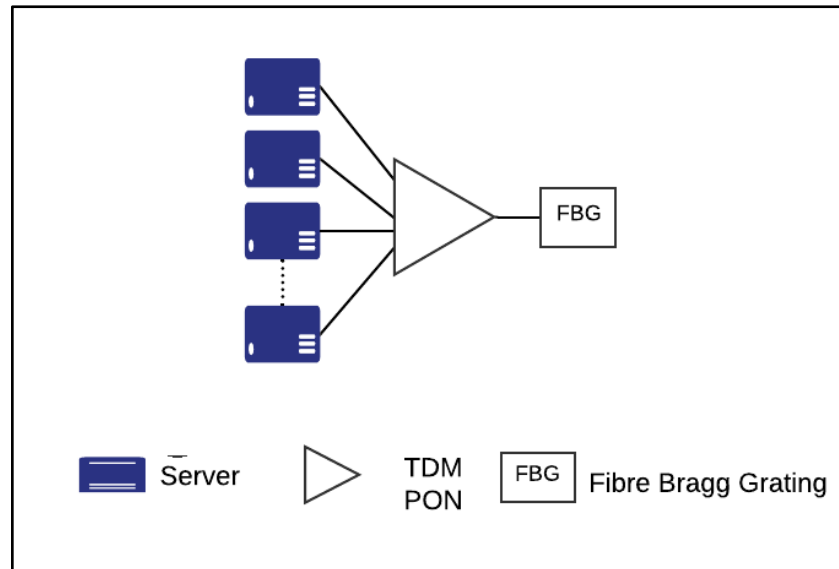 FBG
Server
TDM
PON
FBG
Fibre Bragg Grating